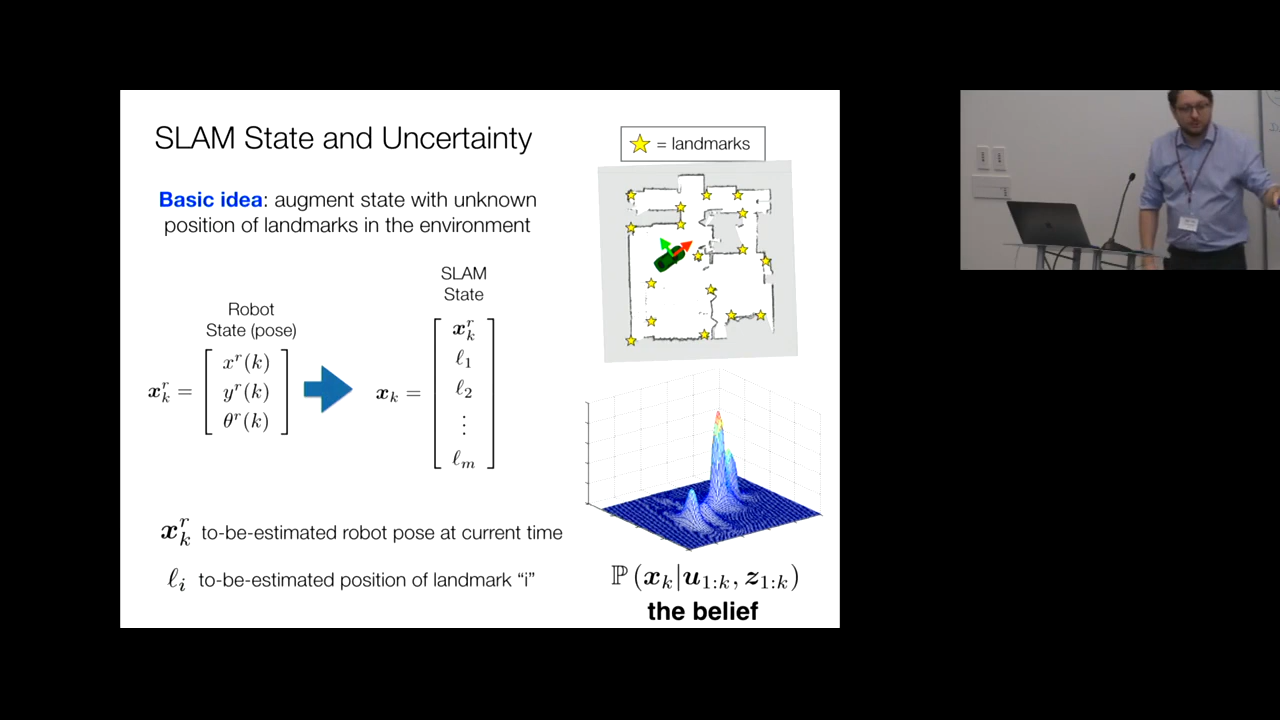 SLAM State and Uncertainty
Basic idea: augment state with unknown
position of landmarks in the environment
Robot
State (pose)
x_k^r = [ x^r(k)
y^r(k)
θ^r(k) ]
SLAM
State
x_k = [ x_k^r
ℓ_1
ℓ_2
⋮
ℓ_m ]
x_k^r to-be-estimated robot pose at current time
ℓ_i to-be-estimated position of landmark “i”
= landmarks
ℙ(x_k|u_{1:k}, z_{1:k})
the belief